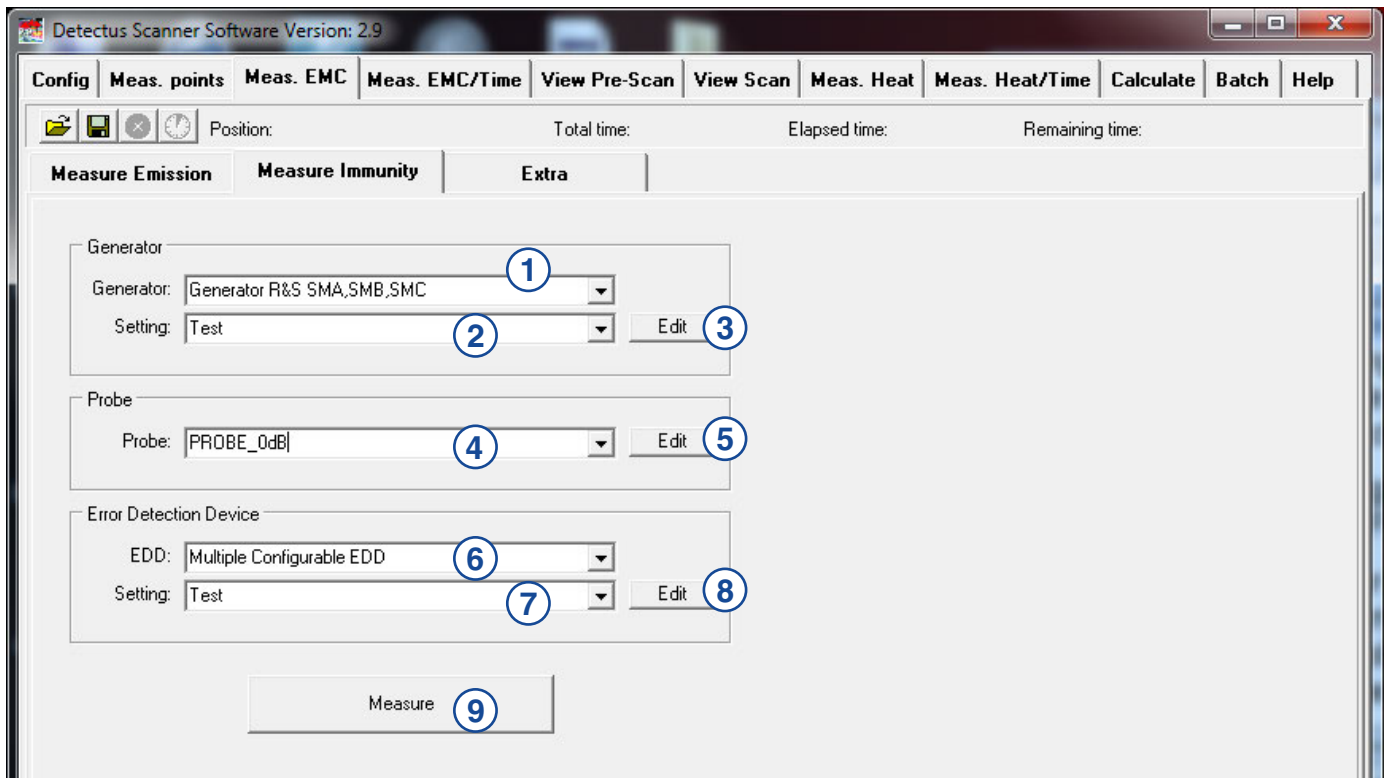 Detectus Scanner Software Version: 2.9
Config Meas. points Meas. EMC Meas. EMC/Time View Pre-Scan View Scan Meas. Heat Meas. Heat/Time Calculate Batch Help
Position: Total time: Elapsed time: Remaining time:
Measure Emission Measure Immunity Extra
Generator
1
Generator: Generator R&S SMA,SMB,SMC
Setting: Test 2 Edit 3
Probe
Probe: PROBE_0dB 4 Edit 5
Error Detection Device
EDD: Multiple Configurable EDD 6
Setting: Test 7 Edit 8
Measure 9